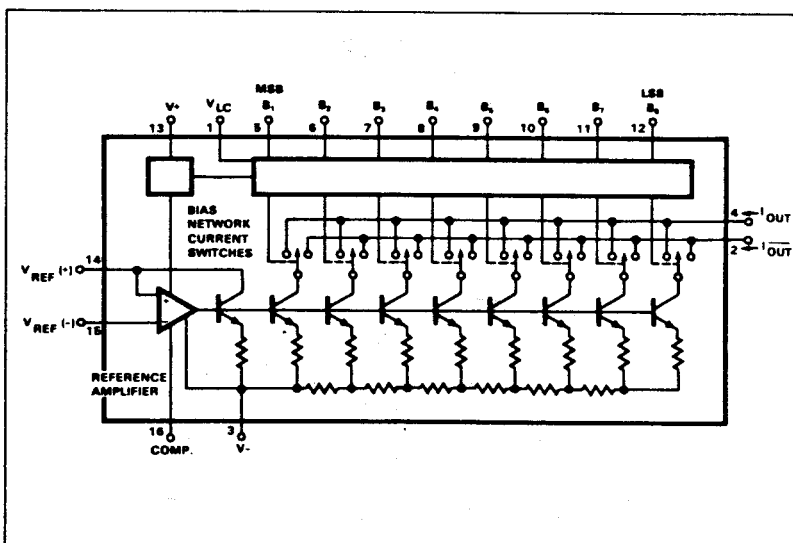 MSB LSB
V+ VLC B1 B2 B3 B4 B5 B6 B7 B8
13 1 5 6 7 8 9 10 11 12
BIAS
NETWORK
CURRENT
SWITCHES
4 IOUT
2 IOUT
14
VREF (+)
VREF (-)
15
REFERENCE
AMPLIFIER
16 3
COMP. V-